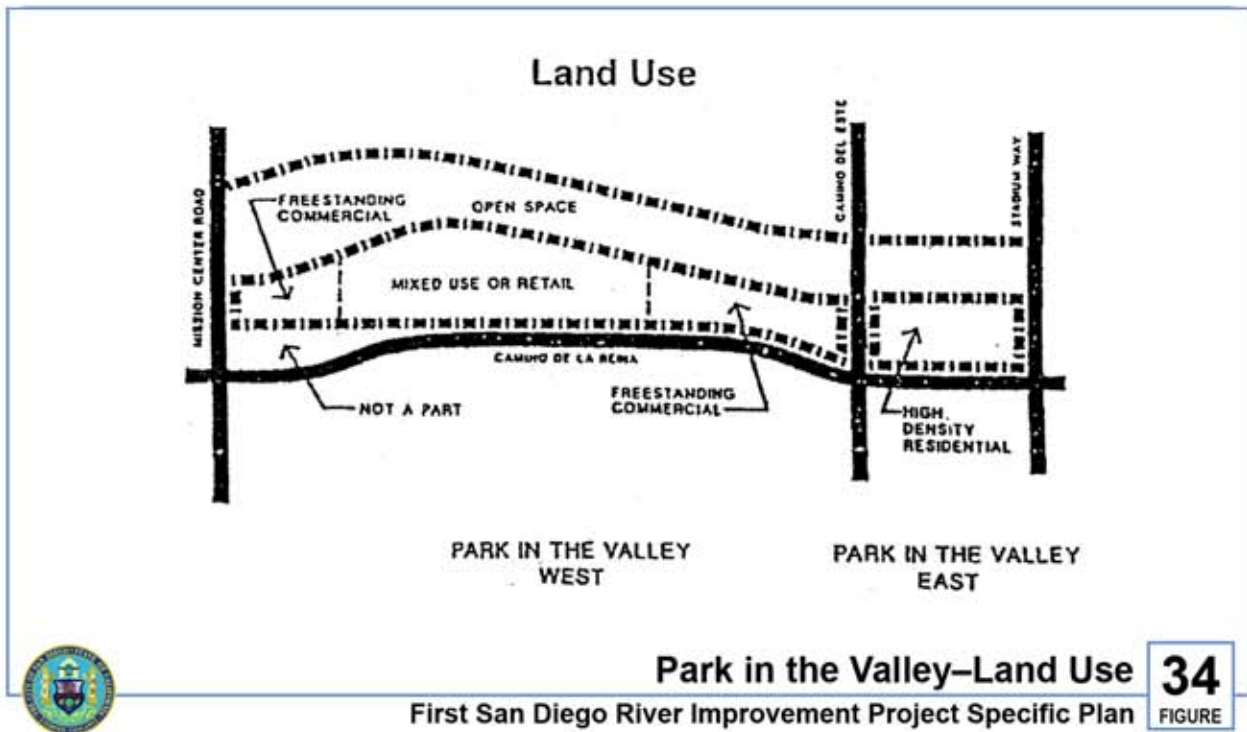 Land Use
MISSION CENTER ROAD
CAMINO DEL ESTE
STADIUM WAY
FREESTANDING
COMMERCIAL
OPEN SPACE
MIXED USE OR RETAIL
CAMINO DE LA REINA
NOT A PART
FREESTANDING
COMMERCIAL
HIGH
DENSITY
RESIDENTIAL
PARK IN THE VALLEY
WEST
PARK IN THE VALLEY
EAST
Park in the Valley–Land Use
First San Diego River Improvement Project Specific Plan
34
FIGURE